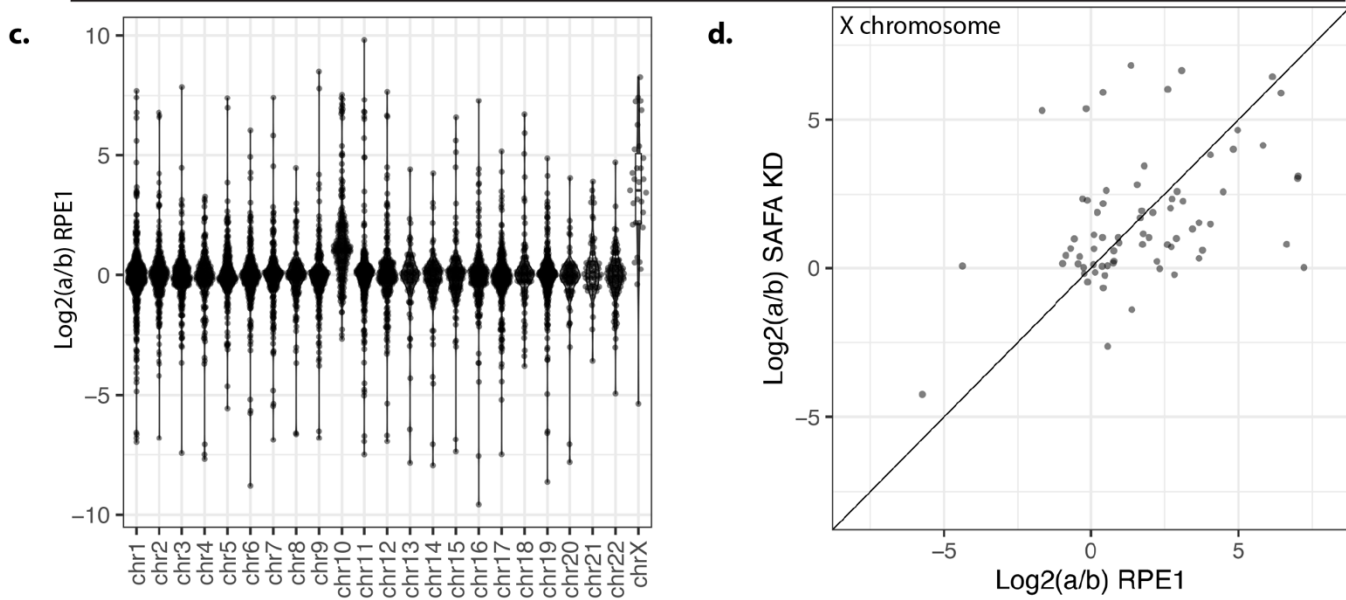 c.
Log2(a/b) RPE1
10
5
0
−5
−10
chr1
chr2
chr3
chr4
chr5
chr6
chr7
chr8
chr9
chr10
chr11
chr12
chr13
chr14
chr15
chr16
chr17
chr18
chr19
chr20
chr21
chr22
chrX
d.
X chromosome
Log2(a/b) SAFA KD
5
0
−5
−5
0
5
Log2(a/b) RPE1